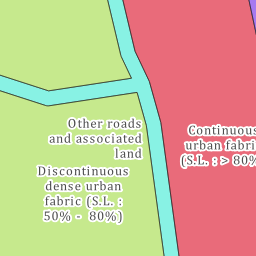 Other roads
and associated
land
Discontinuous
dense urban
fabric (S.L. :
50% -  80%)
Continuous
urban fabric
(S.L. : > 80%